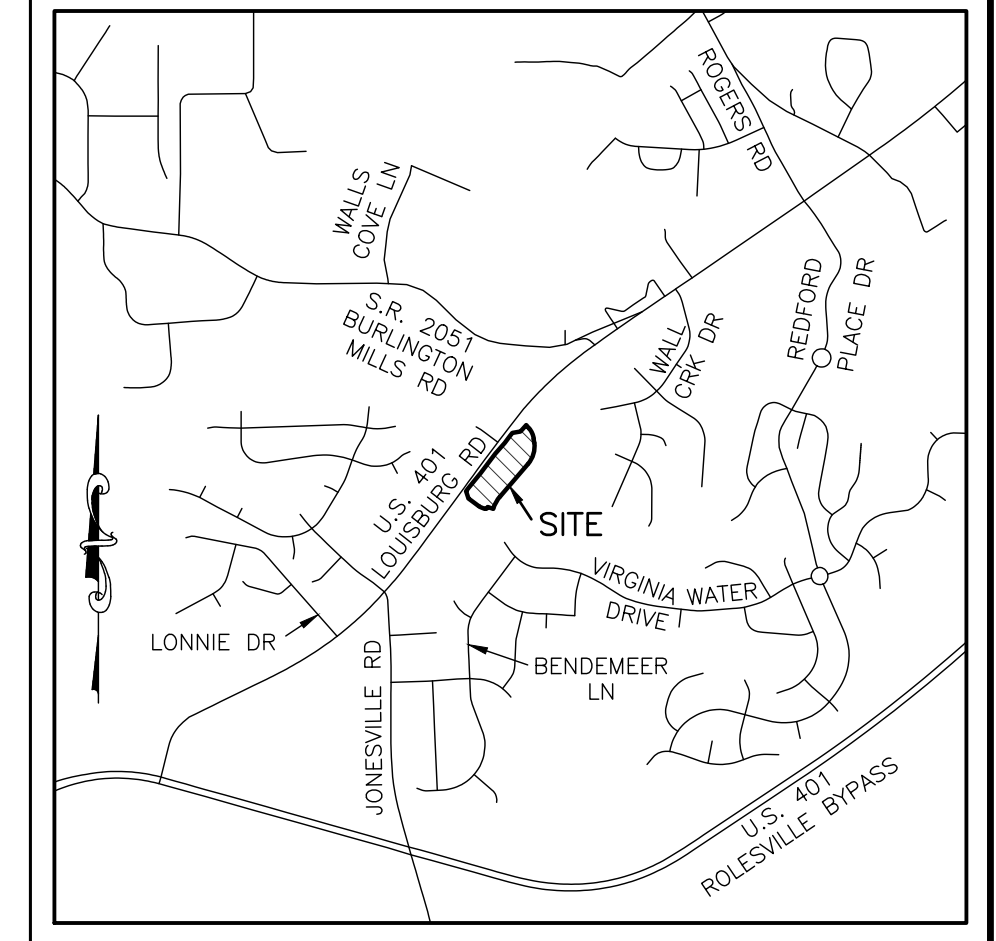 ROGERS RD
WALLS
COVE LN
REDFORD
PLACE DR
S.R. 2051
BURLINGTON
MILLS RD
WALL
CRK DR
U.S. 401
LOUISBURG RD
SITE
VIRGINIA WATER
DRIVE
LONNIE DR
BENDEMEER
LN
JONESVILLE RD
U.S. 401
ROLESVILLE BYPASS